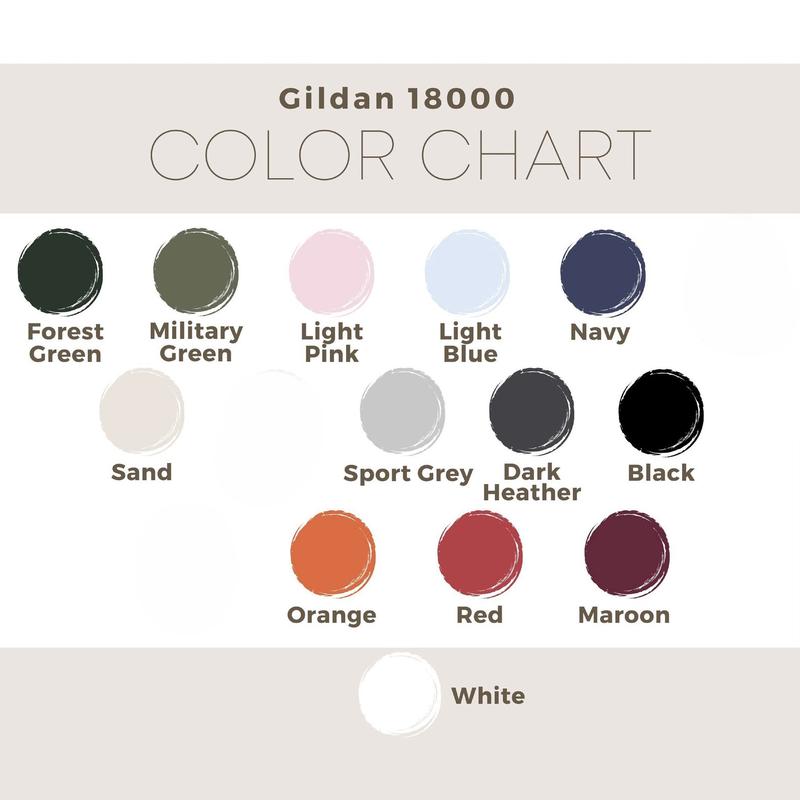 Gildan 18000
COLOR CHART
Forest
Green
Military
Green
Light
Pink
Light
Blue
Navy
Sand
Sport Grey
Dark
Heather
Black
Orange
Red
Maroon
White